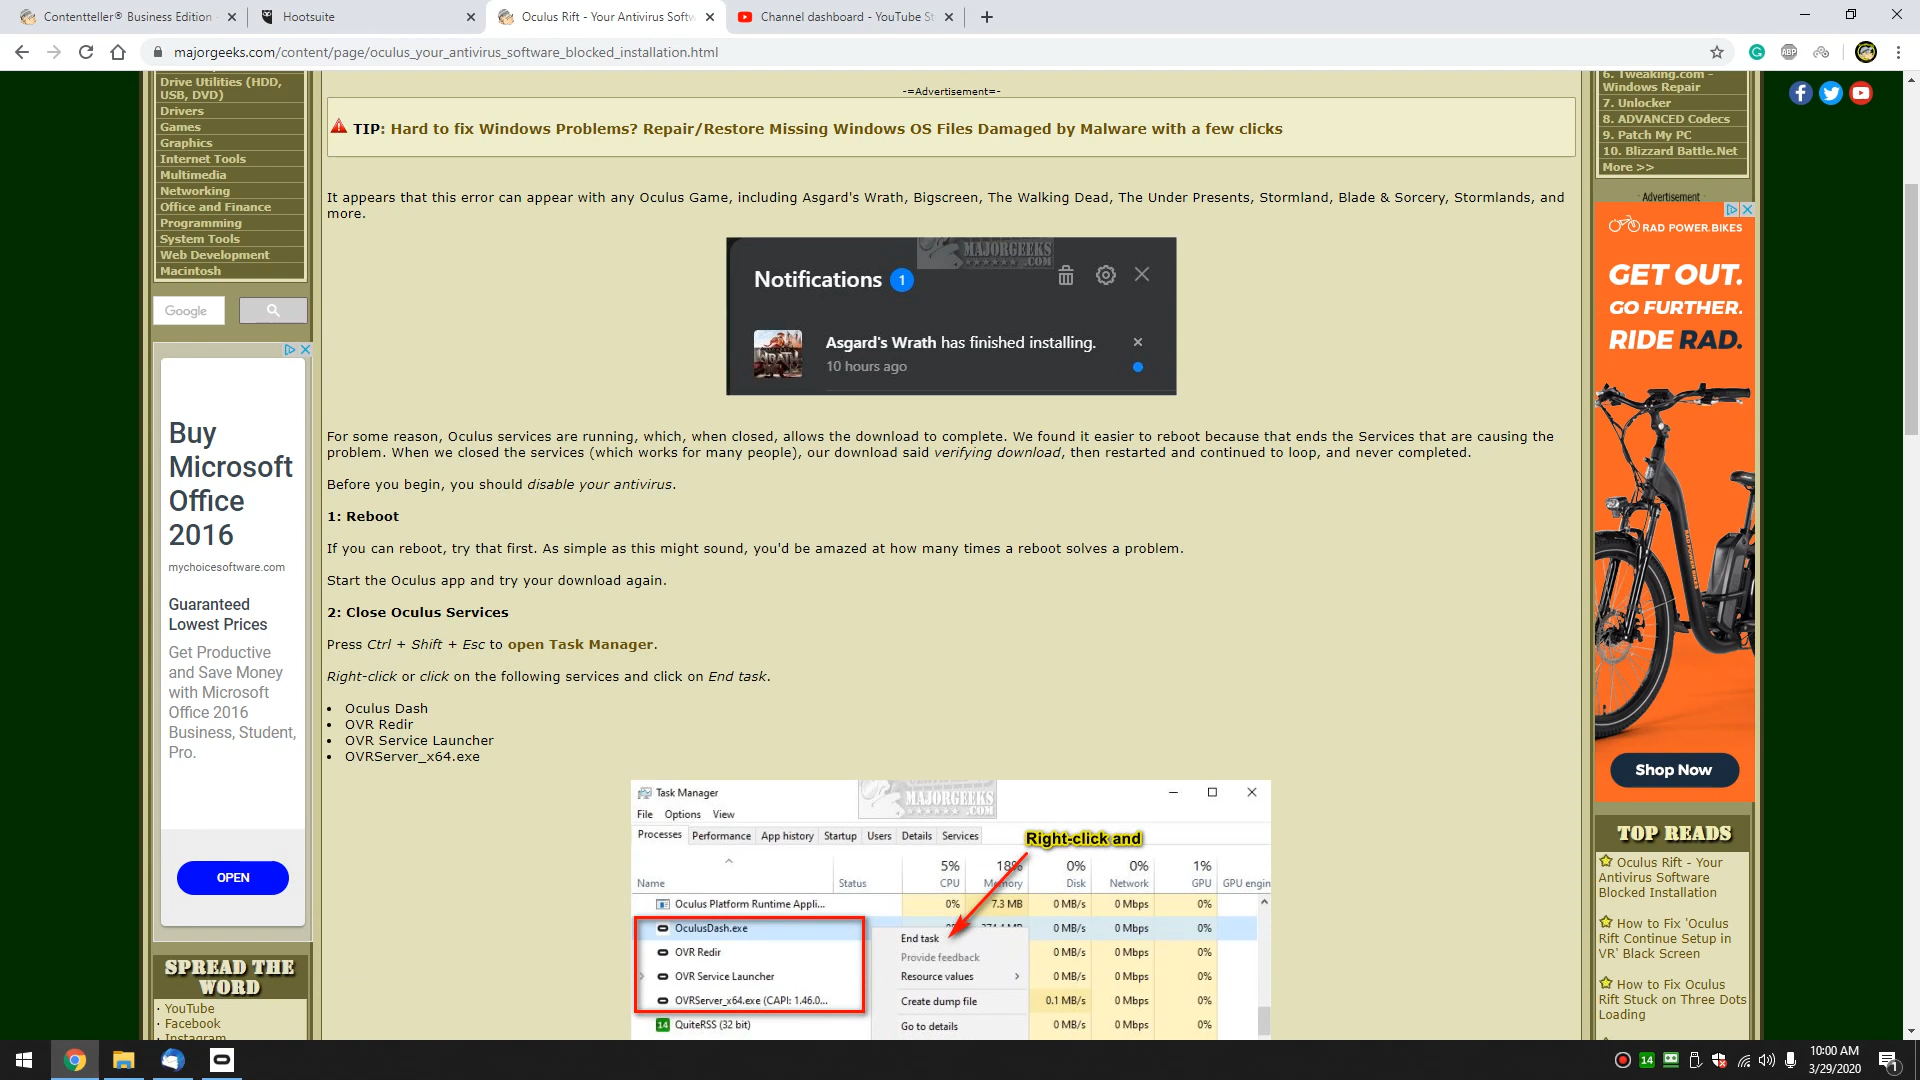 Contentteller® Business Edition
Hootsuite
Oculus Rift - Your Antivirus Softw
Channel dashboard - YouTube St
majorgeeks.com/content/page/oculus_your_antivirus_software_blocked_installation.html
Drive Utilities (HDD,
USB, DVD)
Drivers
Games
Graphics
Internet Tools
Multimedia
Networking
Office and Finance
Programming
System Tools
Web Development
Macintosh
Google
Buy
Microsoft
Office
2016
mychoicesoftware.com
Guaranteed
Lowest Prices
Get Productive
and Save Money
with Microsoft
Office 2016
Business, Student,
Pro.
OPEN
SPREAD THE
WORD
· YouTube
· Facebook
Instagram
-=Advertisement=-
TIP: Hard to fix Windows Problems? Repair/Restore Missing Windows OS Files Damaged by Malware with a few clicks
It appears that this error can appear with any Oculus Game, including Asgard's Wrath, Bigscreen, The Walking Dead, The Under Presents, Stormland, Blade & Sorcery, Stormlands, and
more.
MAJORGEEKS
.COM
Notifications 1
WRATH
Asgard's Wrath has finished installing.
10 hours ago
For some reason, Oculus services are running, which, when closed, allows the download to complete. We found it easier to reboot because that ends the Services that are causing the
problem. When we closed the services (which works for many people), our download said verifying download, then restarted and continued to loop, and never completed.
Before you begin, you should disable your antivirus.
1: Reboot
If you can reboot, try that first. As simple as this might sound, you'd be amazed at how many times a reboot solves a problem.
Start the Oculus app and try your download again.
2: Close Oculus Services
Press Ctrl + Shift + Esc to open Task Manager.
Right-click or click on the following services and click on End task.
• Oculus Dash
• OVR Redir
• OVR Service Launcher
• OVRServer_x64.exe
Task Manager
MAJORGEEKS
.COM
File Options View
Processes Performance App history Startup Users Details Services
Right-click and
5% 18% 0% 0% 1%
Name Status CPU Memory Disk Network GPU GPU engin
Oculus Platform Runtime Appli... 0% 7.3 MB 0 MB/s 0 Mbps 0%
OculusDash.exe 0 MB/s 0 Mbps 0%
End task
OVR Redir 0 MB/s 0 Mbps 0%
Provide feedback
OVR Service Launcher Resource values 0 MB/s 0 Mbps 0%
OVRServer_x64.exe (CAPI: 1.46.0... Create dump file 0.1 MB/s 0 Mbps 0%
14 QuiteRSS (32 bit) Go to details 0 MB/s 0 Mbps 0%
6. Tweaking.com -
Windows Repair
7. Unlocker
8. ADVANCED Codecs
9. Patch My PC
10. Blizzard Battle.Net
More >>
Advertisement
RAD POWER BIKES
GET OUT.
GO FURTHER.
RIDE RAD.
Shop Now
TOP READS
Oculus Rift - Your
Antivirus Software
Blocked Installation
How to Fix 'Oculus
Rift Continue Setup in
VR' Black Screen
How to Fix Oculus
Rift Stuck on Three Dots
Loading
ABP
14
10:00 AM
3/29/2020
1